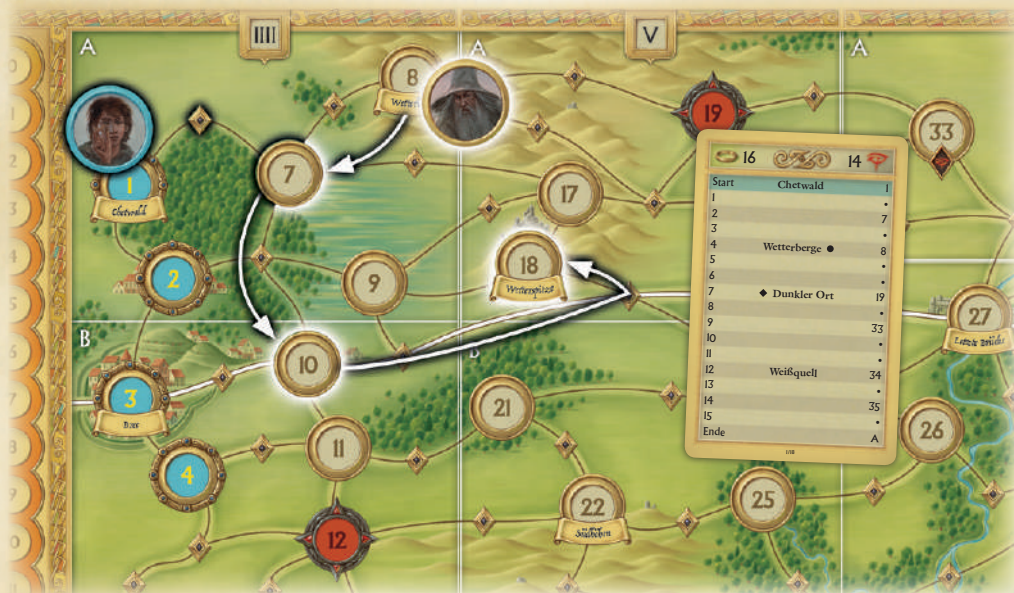 IIII
V
A
A
A
8
19
33
7
1
Chetwald
17
2
9
18
Wetterspitze
27
Letzte Brücke
B
10
3
Bree
21
11
4
26
22
25
12
16 14
Start Chetwald 1
1 •
2 7
3 •
4 Wetterberge ● 8
5 •
6 •
7 ◆ Dunkler Ort 19
8 •
9 33
10 •
11 •
12 Weißquell 34
13 •
14 35
15 •
Ende A